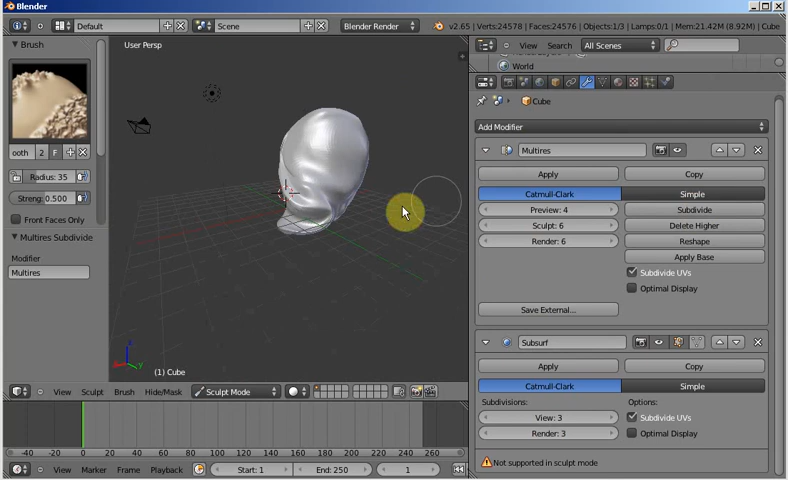 Blender
Default
Scene
Blender Render
v2.65 | Verts:24578 | Faces:24576 | Objects:1/3 | Lamps:0/1 | Mem:21.42M (8.92M) | Cube
Brush
User Persp
View Search All Scenes
World
Cube
Add Modifier
Multires
Apply Copy
ooth 2 F
Catmull-Clark Simple
Radius: 35
Preview: 4 Subdivide
Streng: 0.500
Sculpt: 6 Delete Higher
Front Faces Only
Render: 6 Reshape
Multires Subdivide
Apply Base
Modifier
Subdivide UVs
Multires
Optimal Display
Save External...
Subsurf
Apply Copy
z
x y
(1) Cube
Catmull-Clark Simple
View Sculpt Brush Hide/Mask Sculpt Mode
Subdivisions: Options:
View: 3 Subdivide UVs
Render: 3 Optimal Display
-40 -20 0 20 40 60 80 100 120 140 160 180 200 220 240 260
Not supported in sculpt mode
View Marker Frame Playback Start: 1 End: 250 1